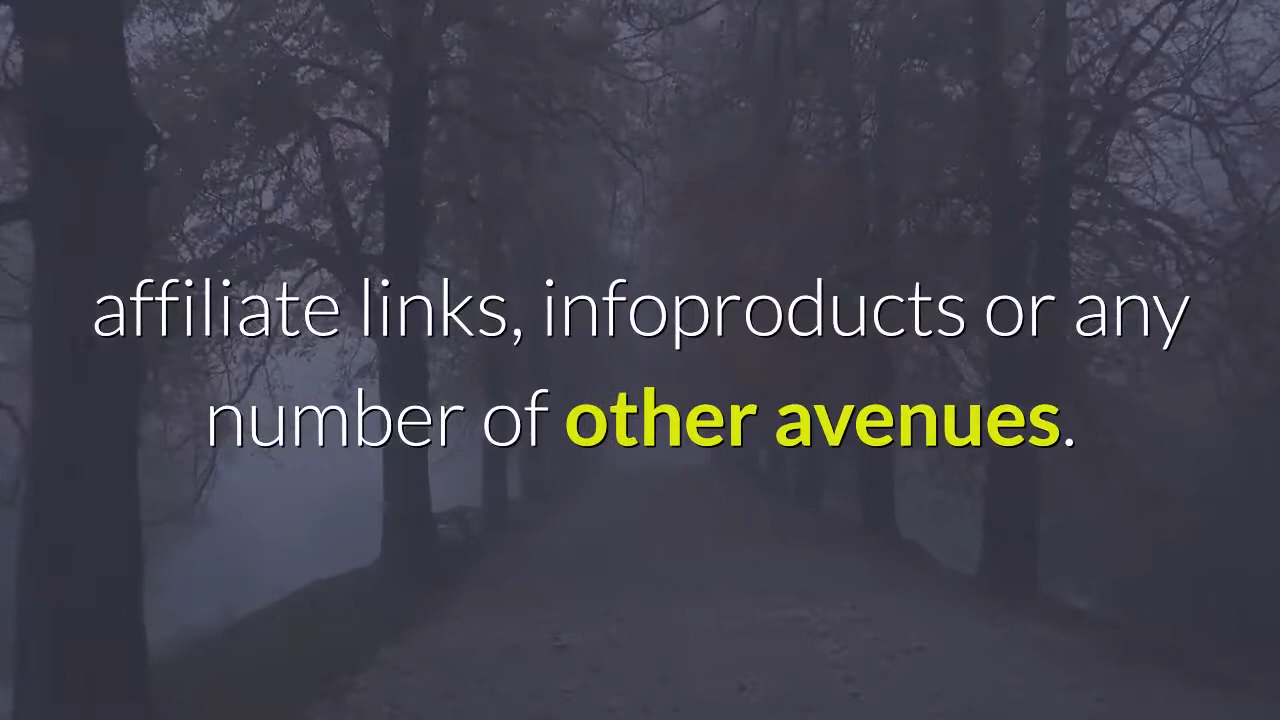 affiliate links, infoproducts or any
number of other avenues.